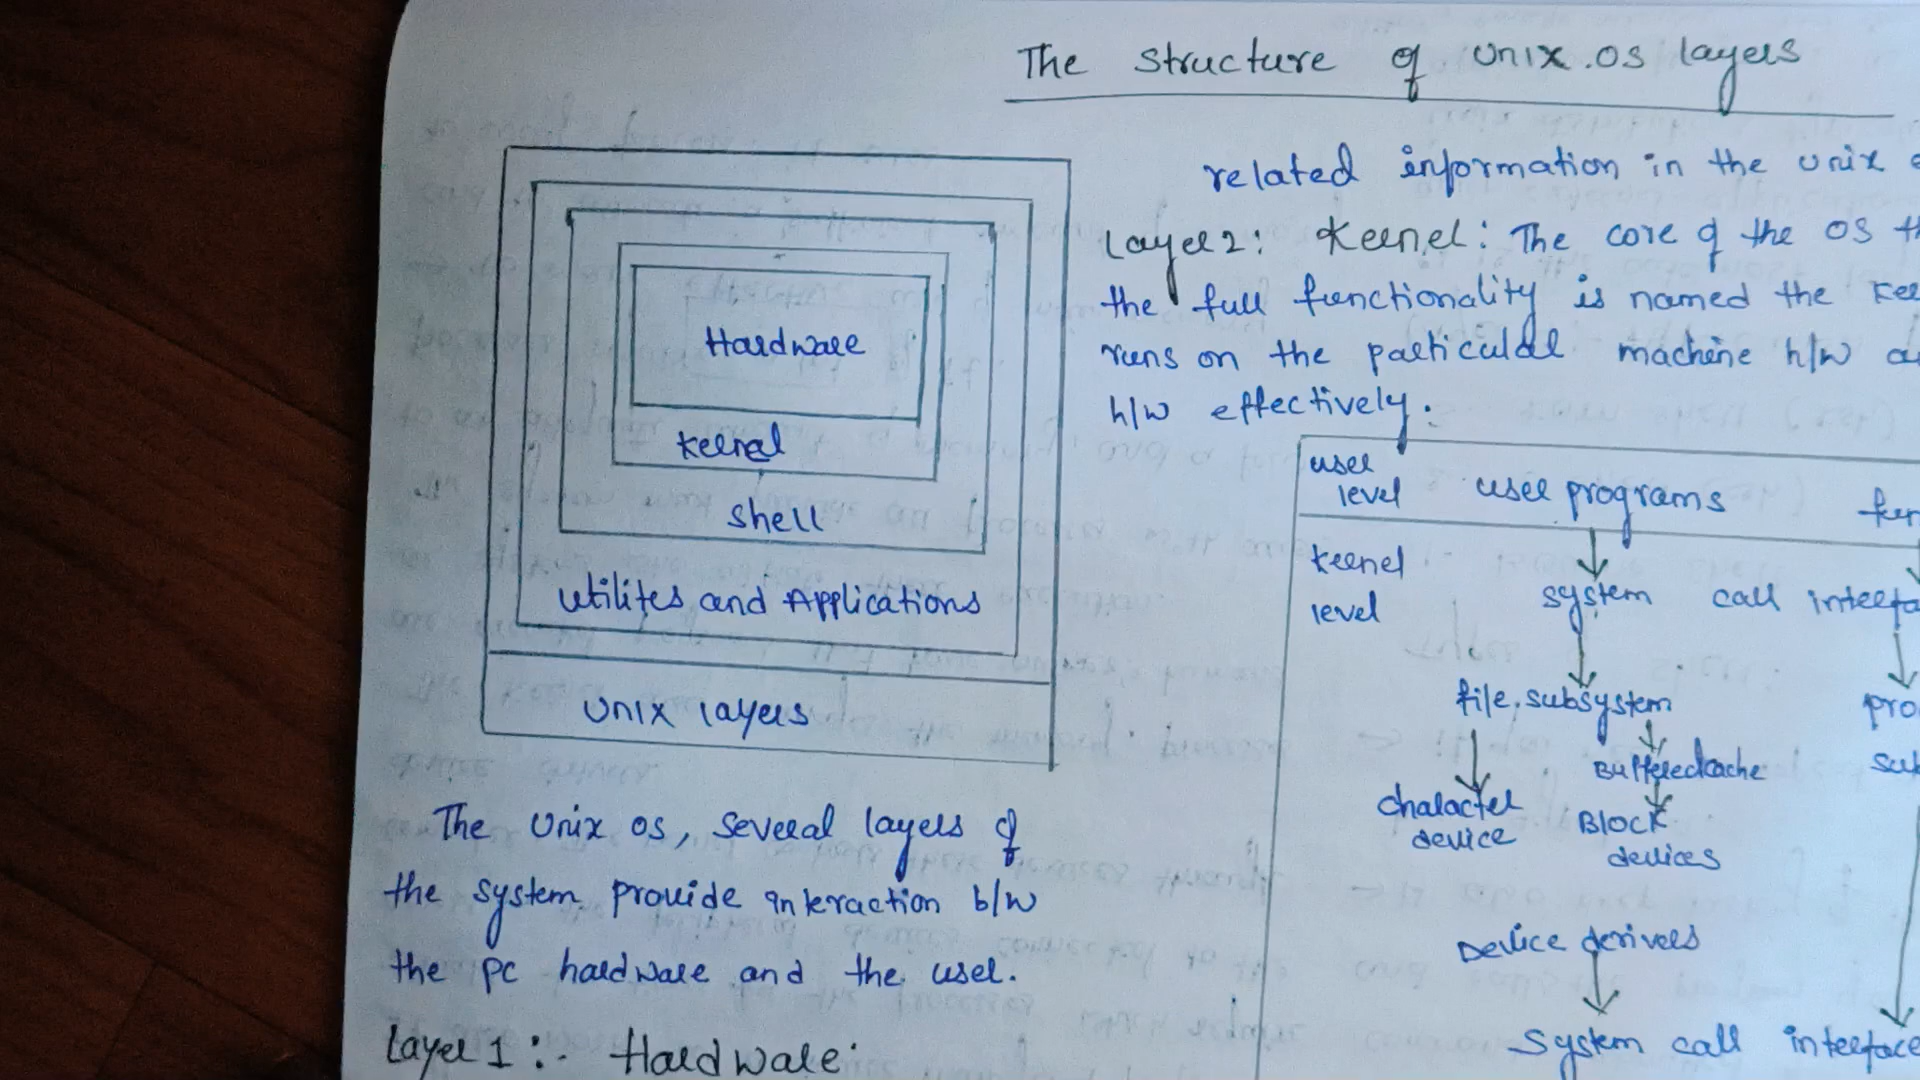 The structure of unix.os layers
Hardware
Kernel
Shell
utilites and Applications
Unix layers
The Unix os, several layers of
the system provide interaction b/w
the pc hardware and the user.
Layer 1:- Hardware:
related information in the unix
Layer 2: Kernel: The core of the OS
the full functionality is named the
runs on the particular machine h/w
h/w effectively.
user
level
user programs
kernel
level
system call
file.subsystem
Bufferedcache
character
device
Block
devices
Device derivers
System call interface